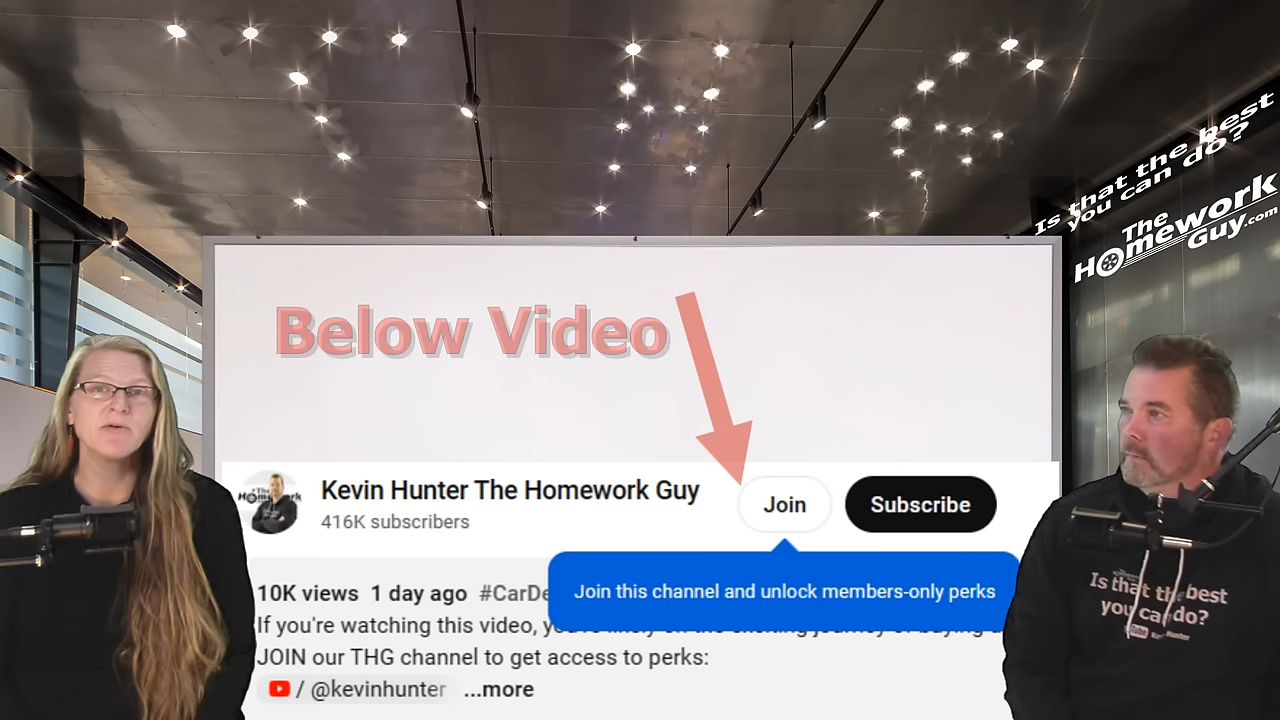 Is that the best
you can do?
The
Homework
Guy.com
Below Video
Kevin Hunter The Homework Guy
416K subscribers
Join
Subscribe
Join this channel and unlock members-only perks
10K views 1 day ago #CarDe
If you're watching this video,
JOIN our THG channel to get access to perks:
/ @kevinhunter ...more
Is that the best
you can do?